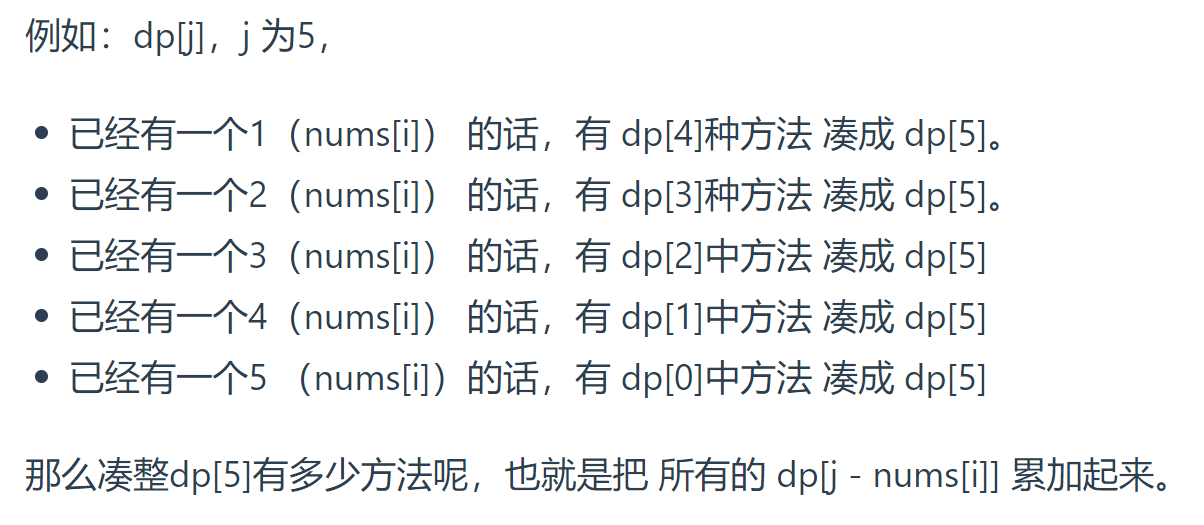 例如：dp[j]，j 为5，
已经有一个1（nums[i]） 的话，有 dp[4]种方法 凑成 dp[5]。
已经有一个2（nums[i]） 的话，有 dp[3]种方法 凑成 dp[5]。
已经有一个3（nums[i]） 的话，有 dp[2]中方法 凑成 dp[5]
已经有一个4（nums[i]） 的话，有 dp[1]中方法 凑成 dp[5]
已经有一个5 （nums[i]）的话，有 dp[0]中方法 凑成 dp[5]
那么凑整dp[5]有多少方法呢，也就是把 所有的 dp[j - nums[i]] 累加起来。